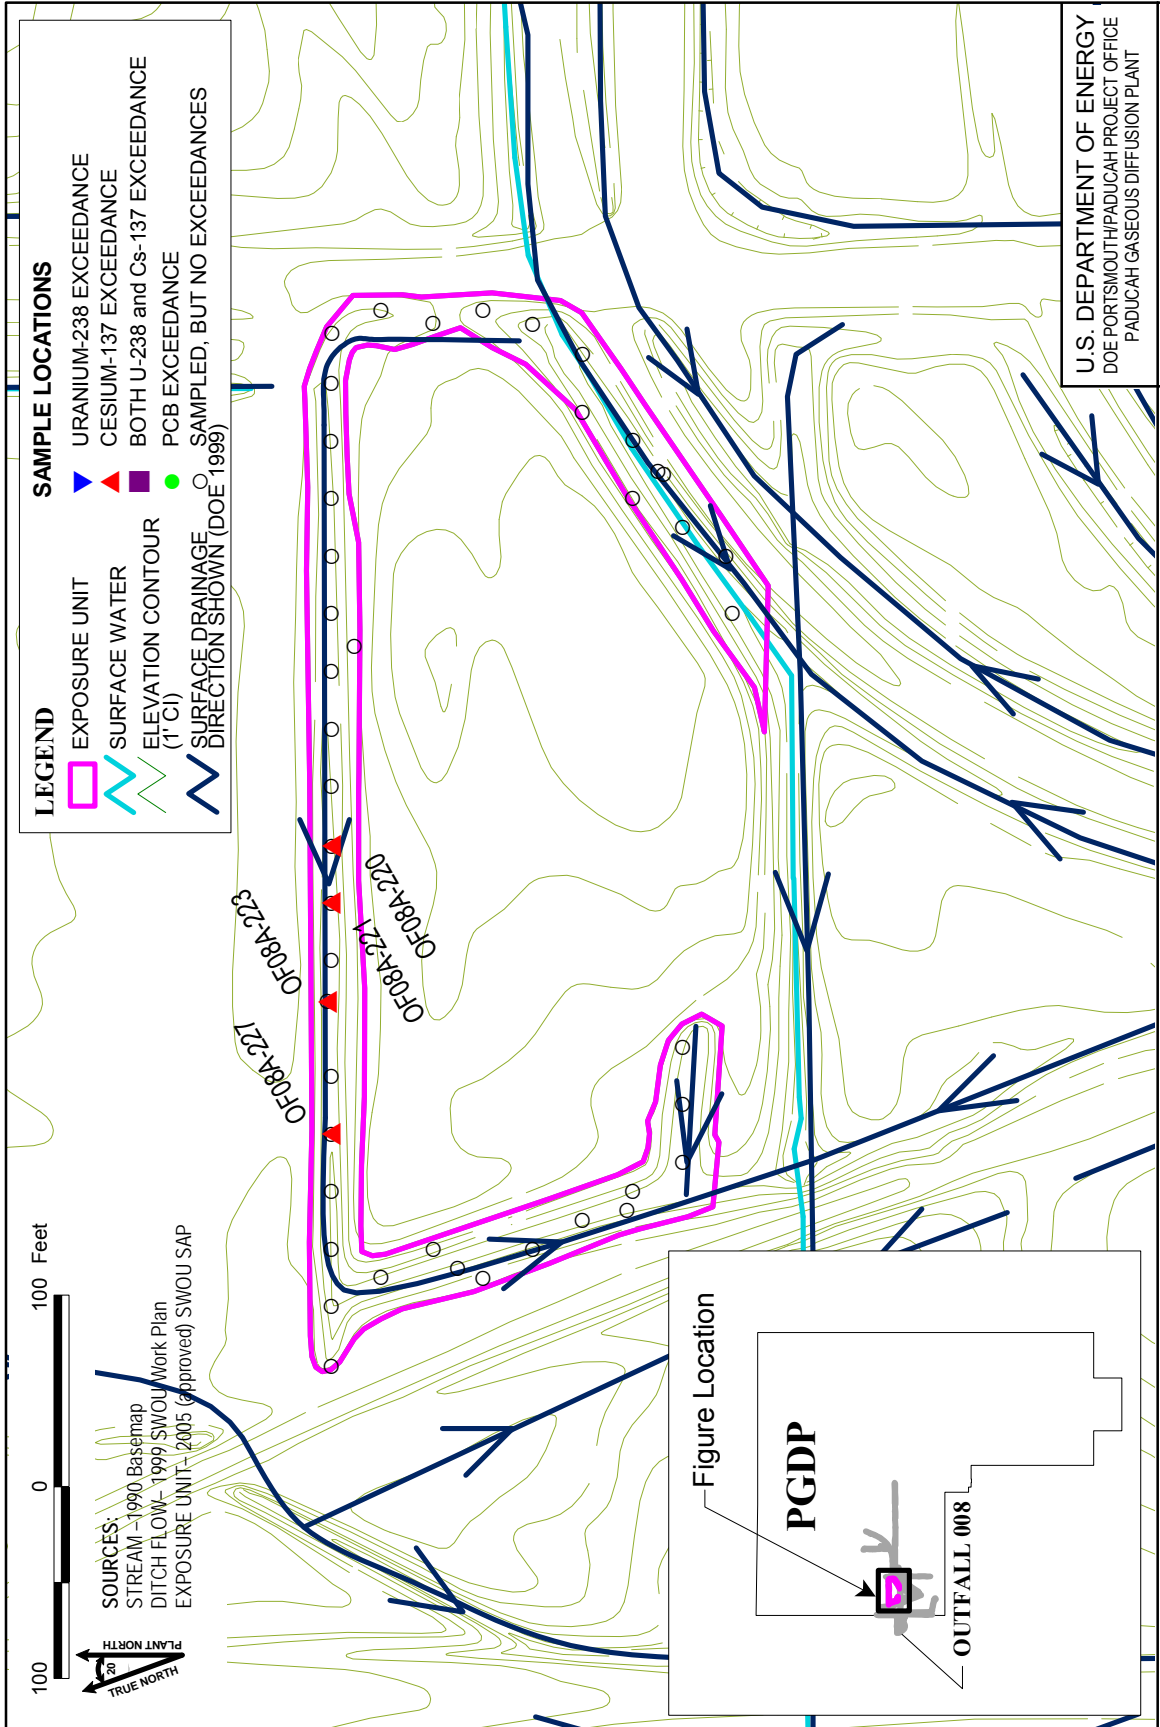 LEGEND
EXPOSURE UNIT
SURFACE WATER
ELEVATION CONTOUR
(1' CI)
SURFACE DRAINAGE
DIRECTION SHOWN (DOE 1999)
SAMPLE LOCATIONS
URANIUM-238 EXCEEDANCE
CESIUM-137 EXCEEDANCE
BOTH U-238 and Cs-137 EXCEEDANCE
PCB EXCEEDANCE
SAMPLED, BUT NO EXCEEDANCES
100 0 100 Feet
SOURCES:
STREAM – 1990 Basemap
DITCH FLOW– 1999 SWOU Work Plan
EXPOSURE UNIT– 2005 (approved) SWOU SAP
PLANT NORTH
20
TRUE NORTH
OF08A-227
OF08A-223
OF08A-221
OF08A-220
Figure Location
PGDP
OUTFALL 008
U.S. DEPARTMENT OF ENERGY
DOE PORTSMOUTH/PADUCAH PROJECT OFFICE
PADUCAH GASEOUS DIFFUSION PLANT